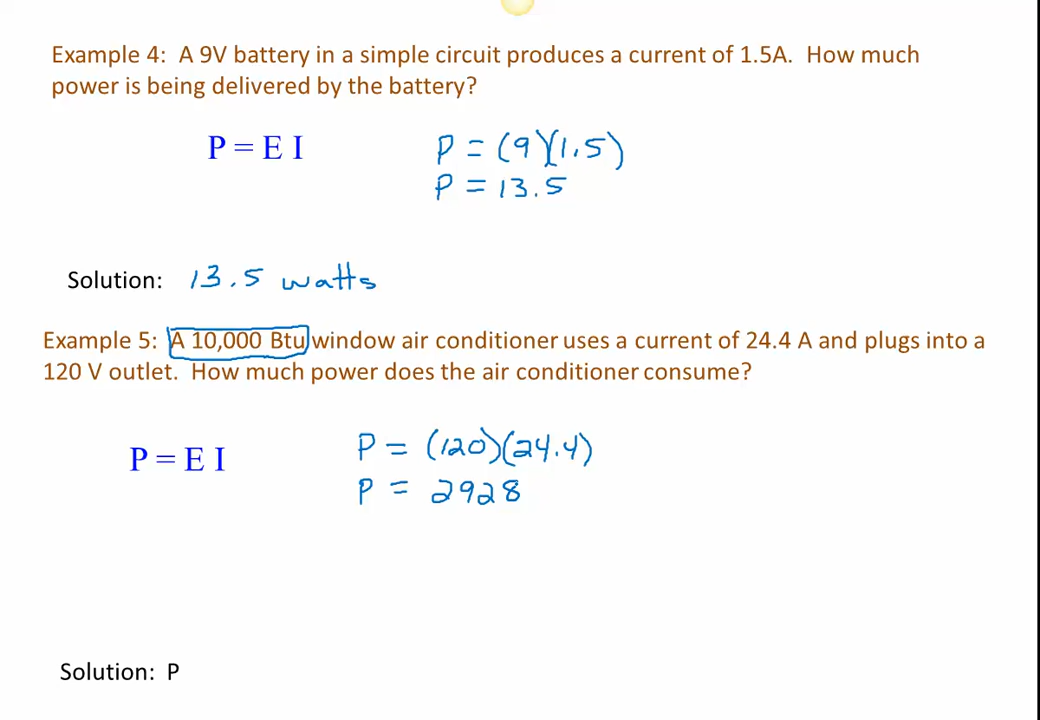 Example 4: A 9V battery in a simple circuit produces a current of 1.5A. How much
power is being delivered by the battery?
P = E I
P = (9)(1.5)
P = 13.5
Solution: 13.5 watts
Example 5: A 10,000 Btu window air conditioner uses a current of 24.4 A and plugs into a
120 V outlet. How much power does the air conditioner consume?
P = E I
P = (120)(24.4)
P = 2928
Solution: P